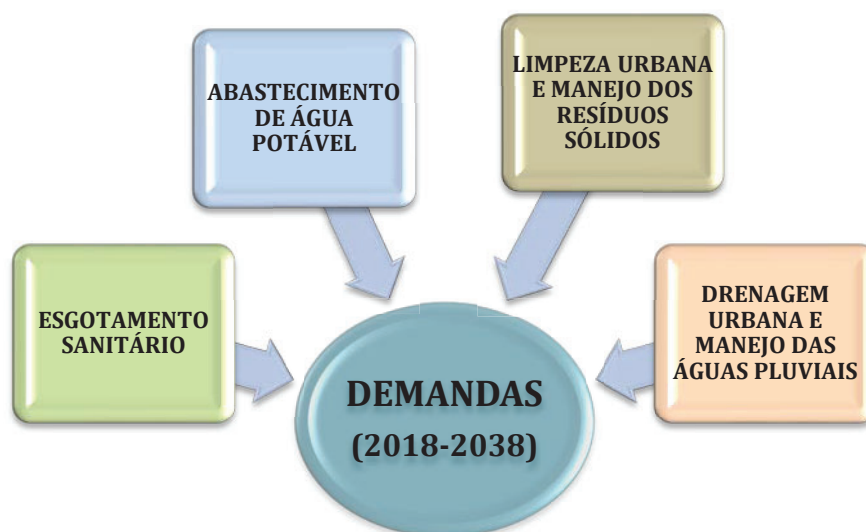 ESGOTAMENTO
SANITÁRIO
ABASTECIMENTO
DE ÁGUA
POTÁVEL
LIMPEZA URBANA
E MANEJO DOS
RESÍDUOS
SÓLIDOS
DRENAGEM
URBANA E
MANEJO DAS
ÁGUAS PLUVIAIS
DEMANDAS
(2018-2038)